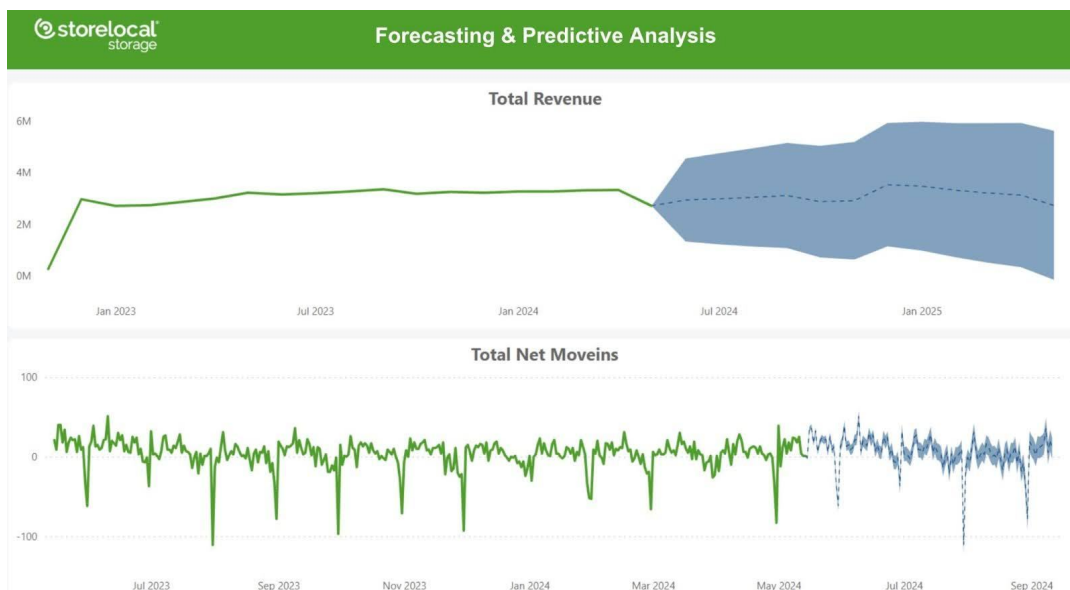 storelocal®
storage
Forecasting & Predictive Analysis
Total Revenue
6M
4M
2M
0M
Jan 2023
Jul 2023
Jan 2024
Jul 2024
Jan 2025
Total Net Moveins
100
0
-100
Jul 2023
Sep 2023
Nov 2023
Jan 2024
Mar 2024
May 2024
Jul 2024
Sep 2024